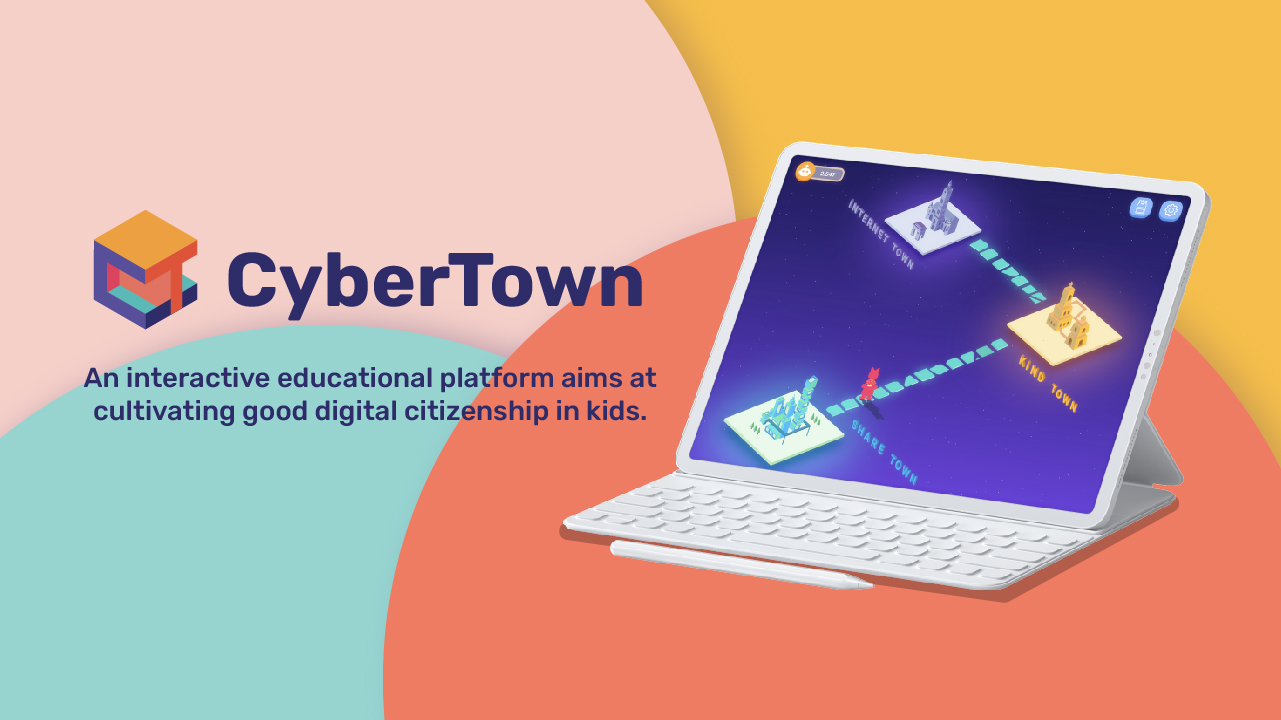 CyberTown
An interactive educational platform aims at
cultivating good digital citizenship in kids.
INTERNET TOWN
KIND TOWN
SHARE TOWN